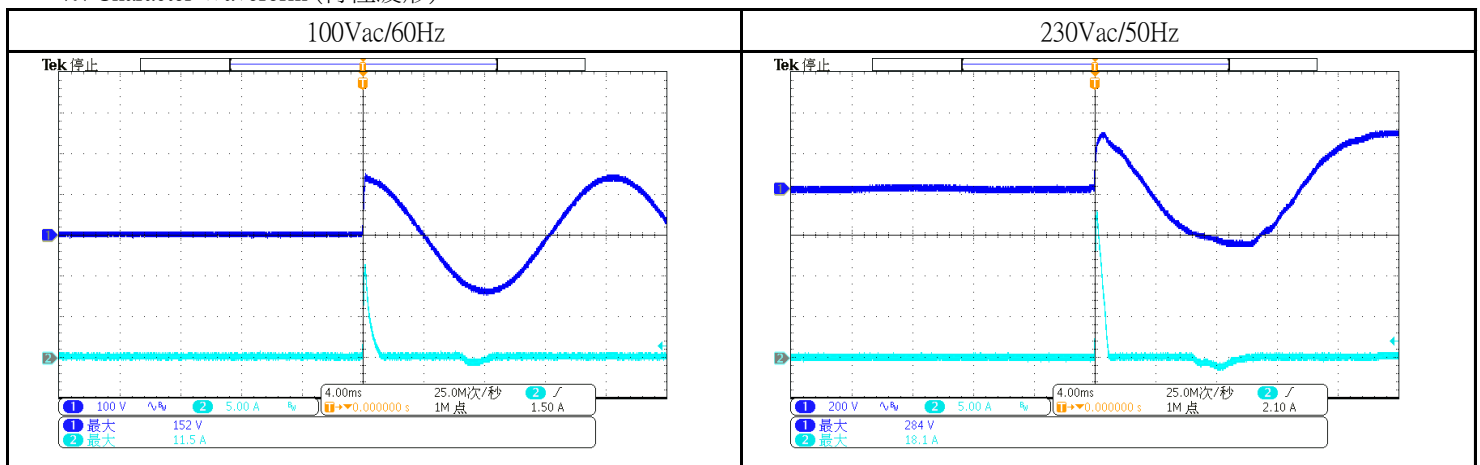 100Vac/60Hz
230Vac/50Hz
Tek 停止
T
T
1
2
4.00ms 25.0M次/秒 2
T→▼0.000000 s 1M 点 1.50 A
1 100 V 2 5.00 A
1 最大 152 V
2 最大 11.5 A
Tek 停止
T
T
1
2
4.00ms 25.0M次/秒 2
T→▼0.000000 s 1M 点 2.10 A
1 200 V 2 5.00 A
1 最大 284 V
2 最大 18.1 A